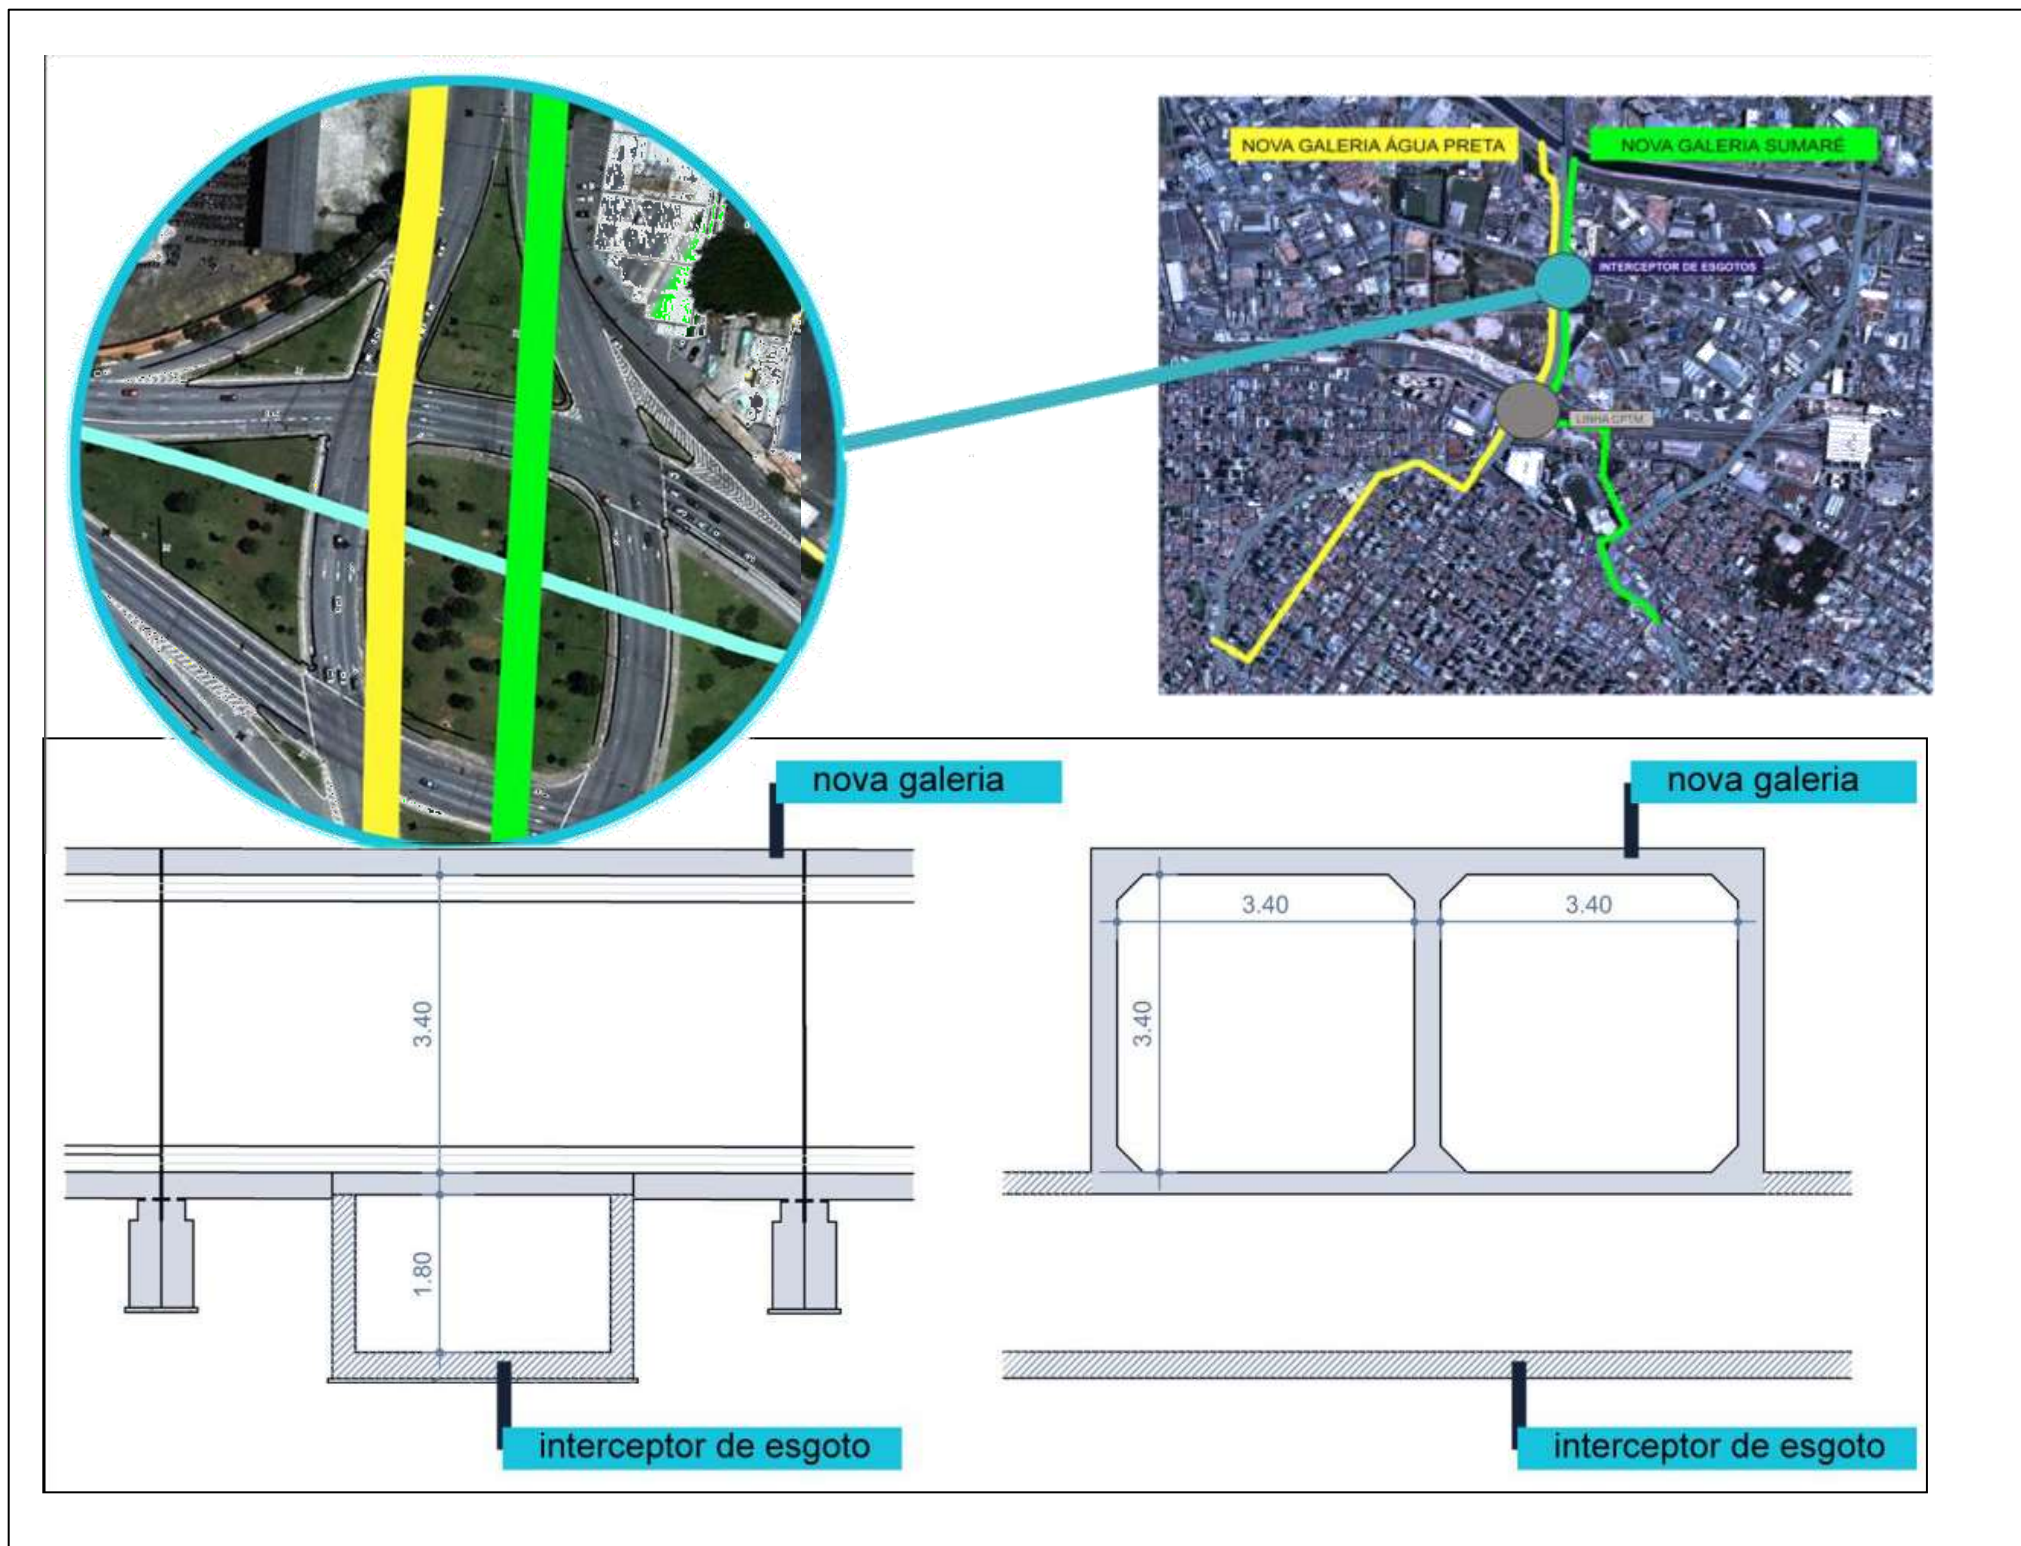 NOVA GALERIA ÁGUA PRETA
NOVA GALERIA SUMARÉ
INTERCEPTOR DE ESGOTOS
LINHA CPTM
nova galeria
nova galeria
3.40
1.80
interceptor de esgoto
3.40
3.40
3.40
interceptor de esgoto